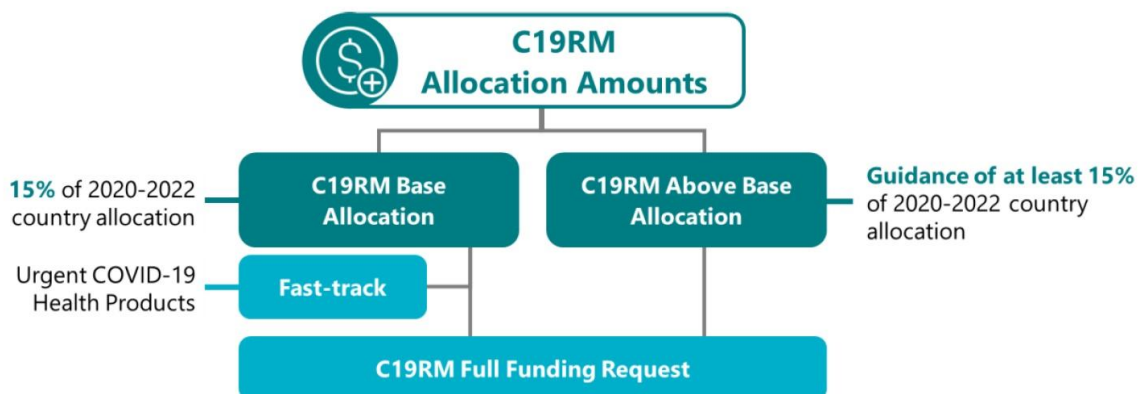 C19RM
Allocation Amounts
15% of 2020-2022
country allocation
C19RM Base
Allocation
C19RM Above Base
Allocation
Guidance of at least 15%
of 2020-2022 country
allocation
Urgent COVID-19
Health Products
Fast-track
C19RM Full Funding Request